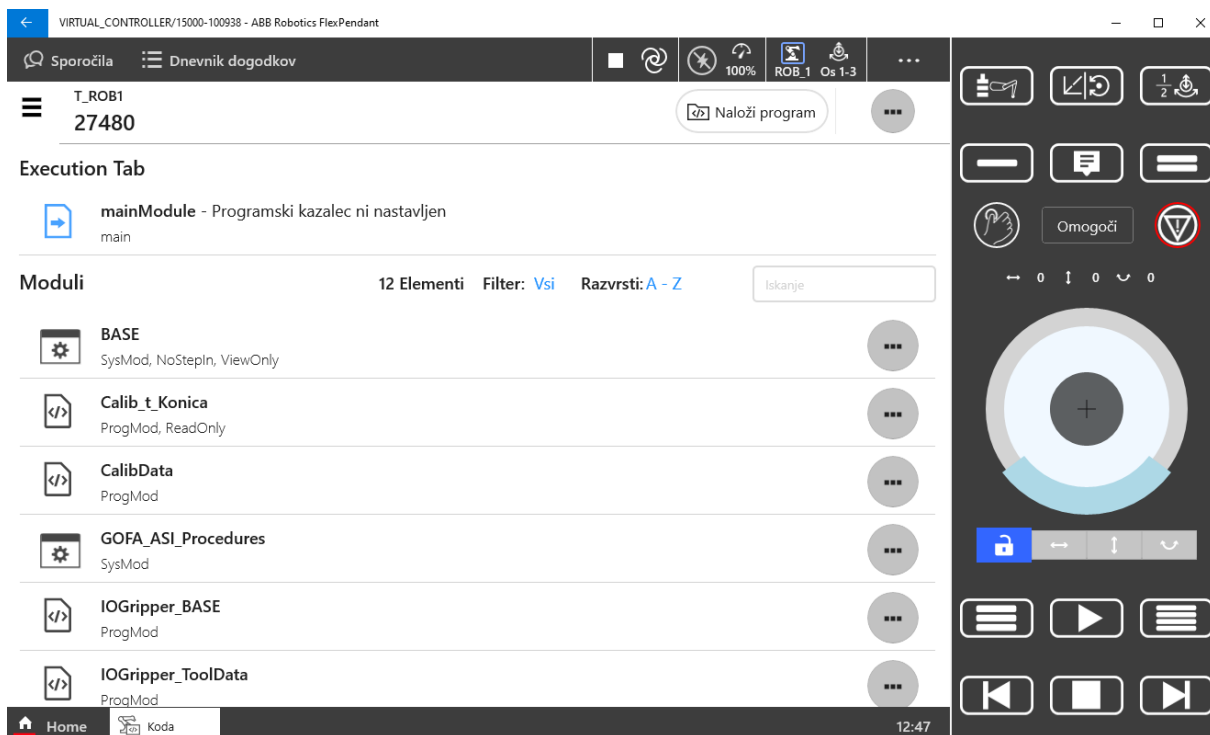 VIRTUAL_CONTROLLER/15000-100938 - ABB Robotics FlexPendant
Sporočila Dnevnik dogodkov 100% ROB_1 Os 1-3 ...
T_ROB1
27480
Naloži program
Execution Tab
mainModule - Programski kazalec ni nastavljen
main
Moduli 12 Elementi Filter: Vsi Razvrsti: A - Z Iskanje
BASE
SysMod, NoStepIn, ViewOnly
Calib_t_Konica
ProgMod, ReadOnly
CalibData
ProgMod
GOFA_ASI_Procedures
SysMod
IOGripper_BASE
ProgMod
IOGripper_ToolData
ProgMod
Home Koda 12:47
1/2
Omogoči
0 0 0